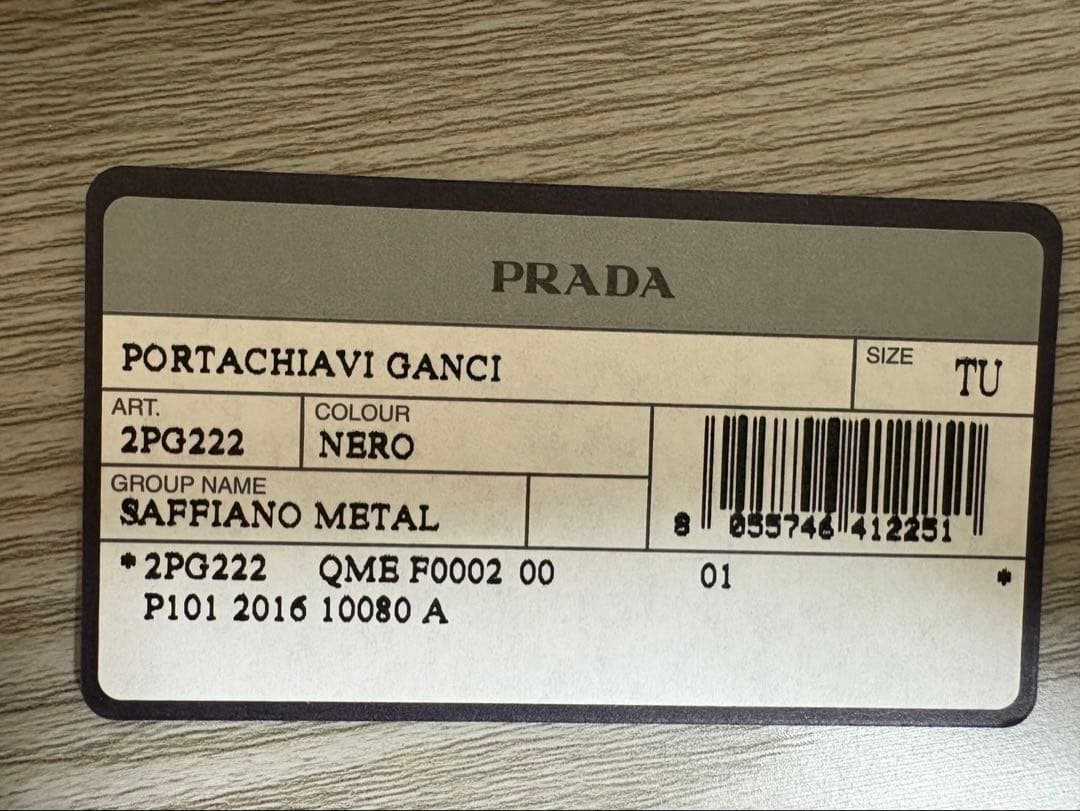 PRADA
PORTACHIAVI GANCI
SIZE TU
ART.
2PG222
COLOUR
NERO
GROUP NAME
SAFFIANO METAL
8 055746 412251
* 2PG222 QME F0002 00 01 *
P101 2016 10080 A